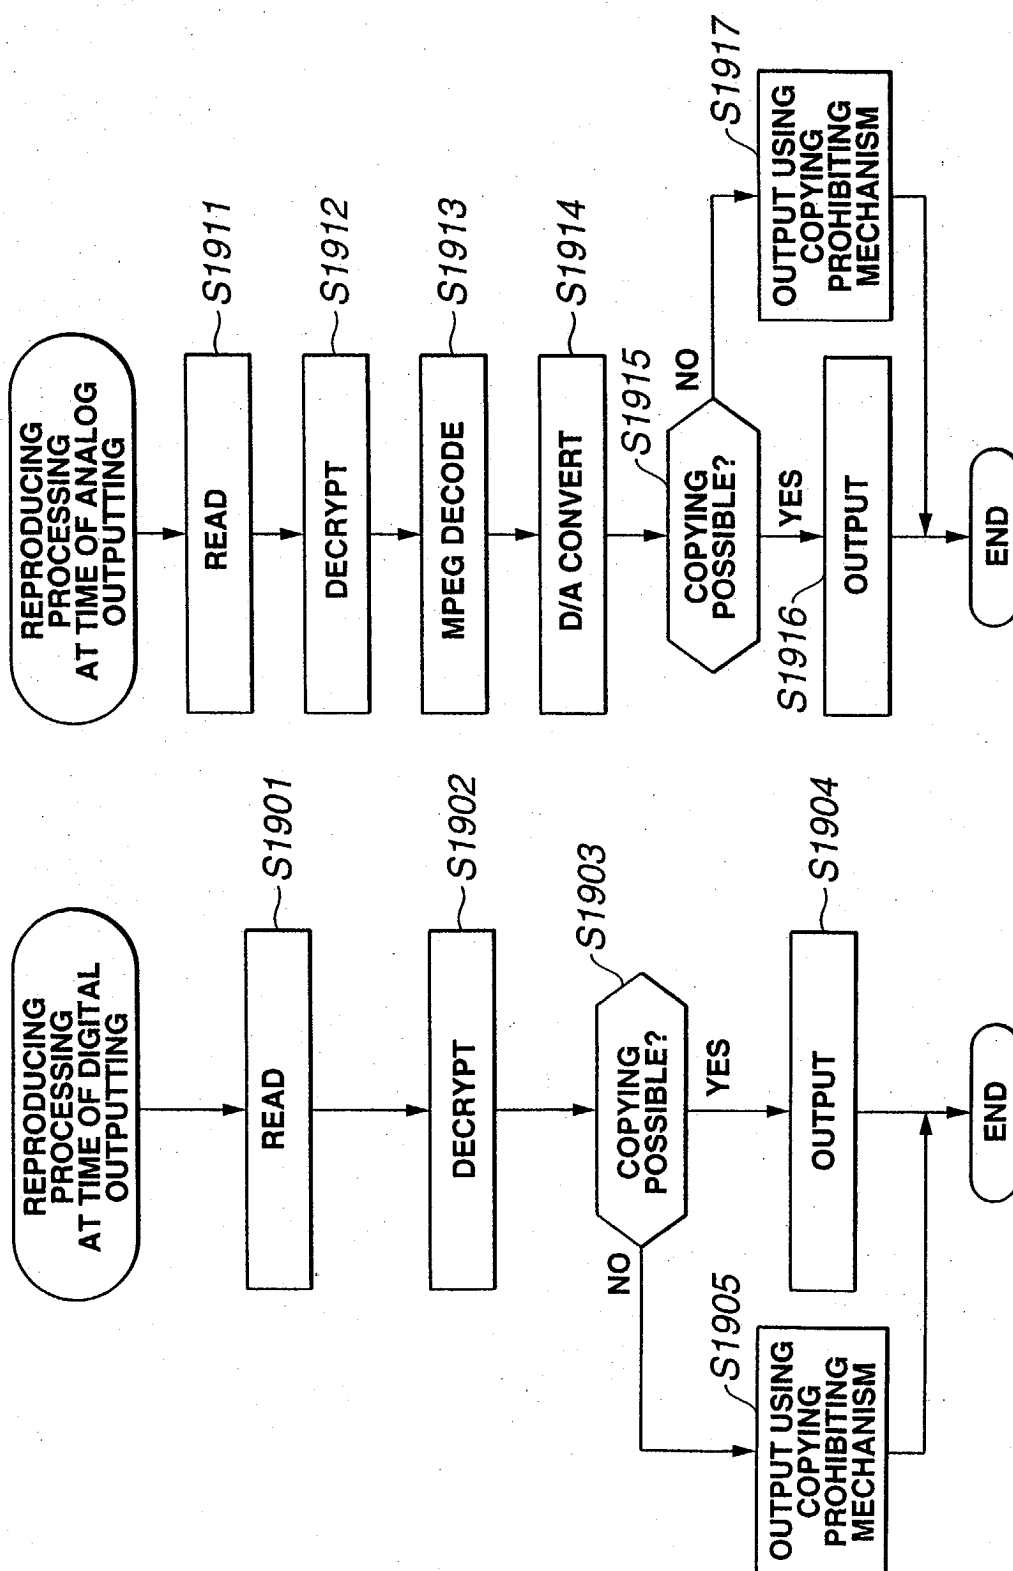 REPRODUCING
PROCESSING
AT TIME OF DIGITAL
OUTPUTTING
S1901
READ
S1902
DECRYPT
S1903
COPYING
POSSIBLE?
NO
YES
S1905
OUTPUT USING
COPYING
PROHIBITING
MECHANISM
S1904
OUTPUT
END
REPRODUCING
PROCESSING
AT TIME OF ANALOG
OUTPUTTING
S1911
READ
S1912
DECRYPT
S1913
MPEG DECODE
S1914
D/A CONVERT
S1915
COPYING
POSSIBLE?
NO
YES
S1916
OUTPUT
S1917
OUTPUT USING
COPYING
PROHIBITING
MECHANISM
END